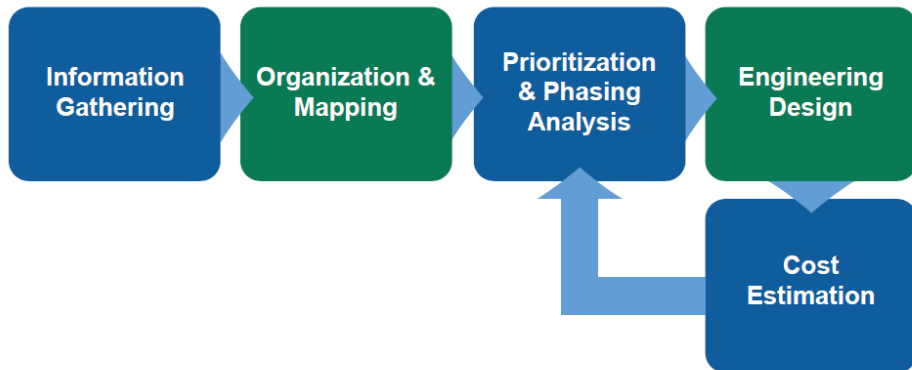 Information
Gathering
Organization &
Mapping
Prioritization
& Phasing
Analysis
Engineering
Design
Cost
Estimation